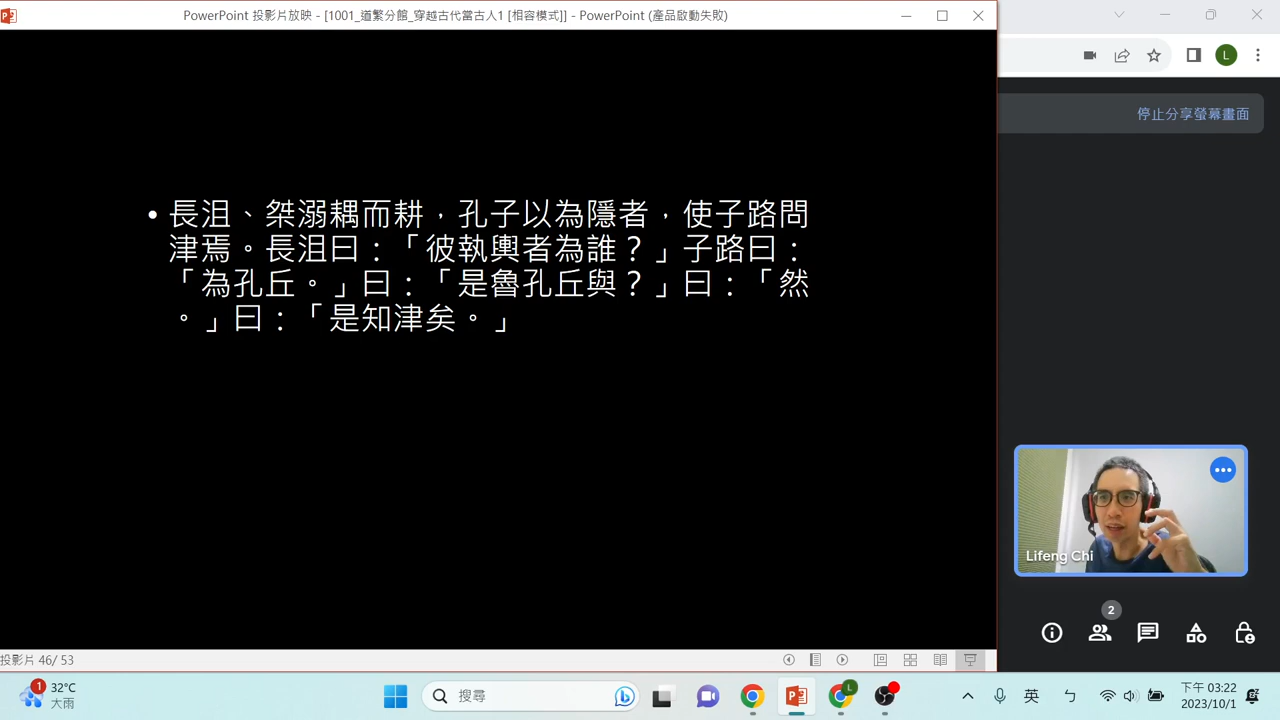 PowerPoint 投影片放映 - [1001_道繁分館_穿越古代當古人1 [相容模式]] - PowerPoint (產品啟動失敗)
L
停止分享螢幕畫面
• 長沮、桀溺耦而耕，孔子以為隱者，使子路問
津焉。長沮曰：「彼執輿者為誰？」子路曰：
「為孔丘。」曰：「是魯孔丘與？」曰：「然
。」曰：「是知津矣。」
Lifeng Chi
2
投影片 46/ 53
1
32°C
大雨
搜尋
L
英
ㄅ
下午 03:22
2023/10/1